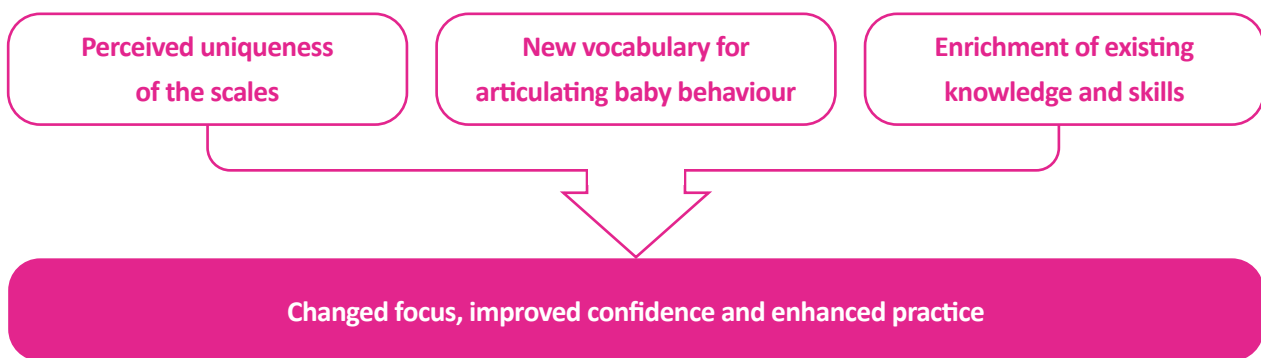 Perceived uniqueness
of the scales
New vocabulary for
articulating baby behaviour
Enrichment of existing
knowledge and skills
Changed focus, improved confidence and enhanced practice